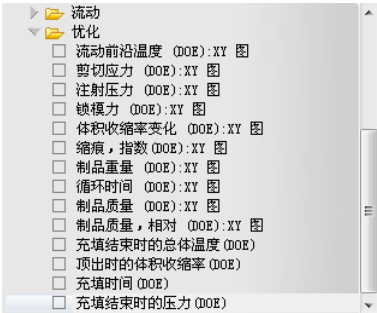 流动
优化
流动前沿温度 (DOE):XY 图
剪切应力 (DOE):XY 图
注射压力 (DOE):XY 图
锁模力 (DOE):XY 图
体积收缩率变化 (DOE):XY 图
缩痕，指数(DOE):XY 图
制品重量 (DOE):XY 图
循环时间 (DOE):XY 图
制品质量 (DOE):XY 图
制品质量，相对 (DOE):XY 图
充填结束时的总体温度(DOE)
顶出时的体积收缩率(DOE)
充填时间(DOE)
充填结束时的压力(DOE)